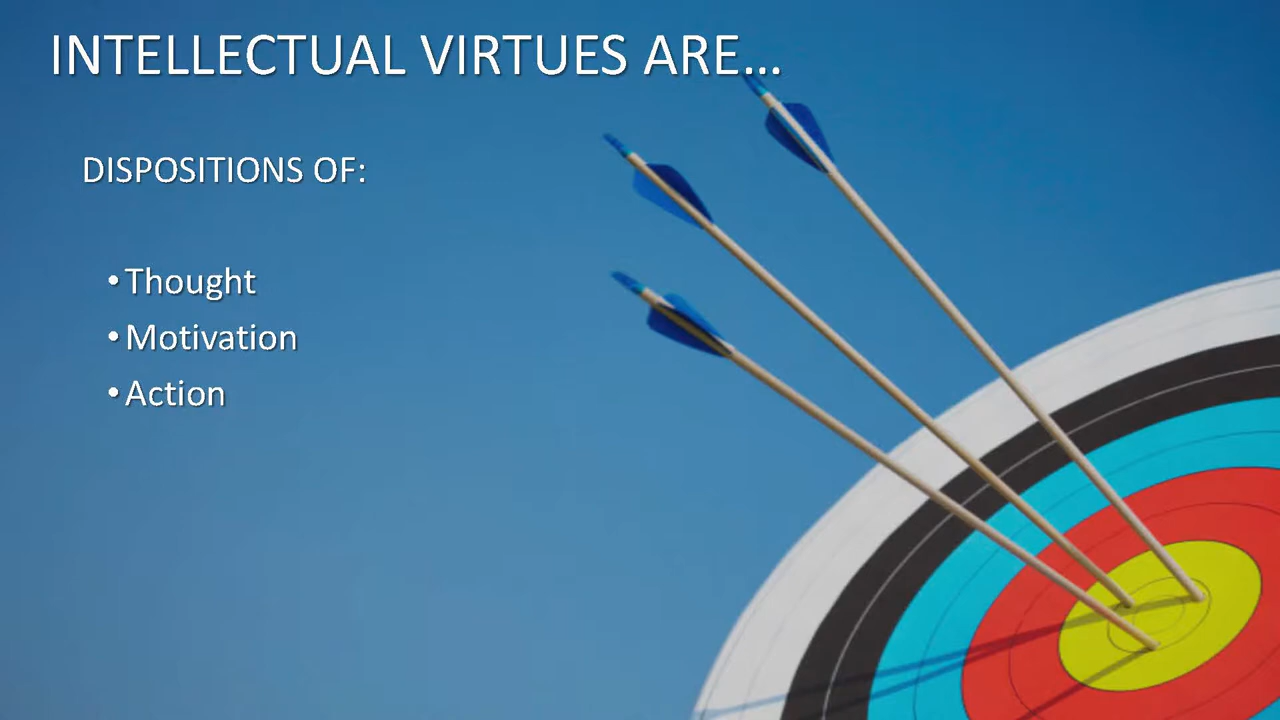 INTELLECTUAL VIRTUES ARE…
DISPOSITIONS OF:
•Thought
•Motivation
•Action